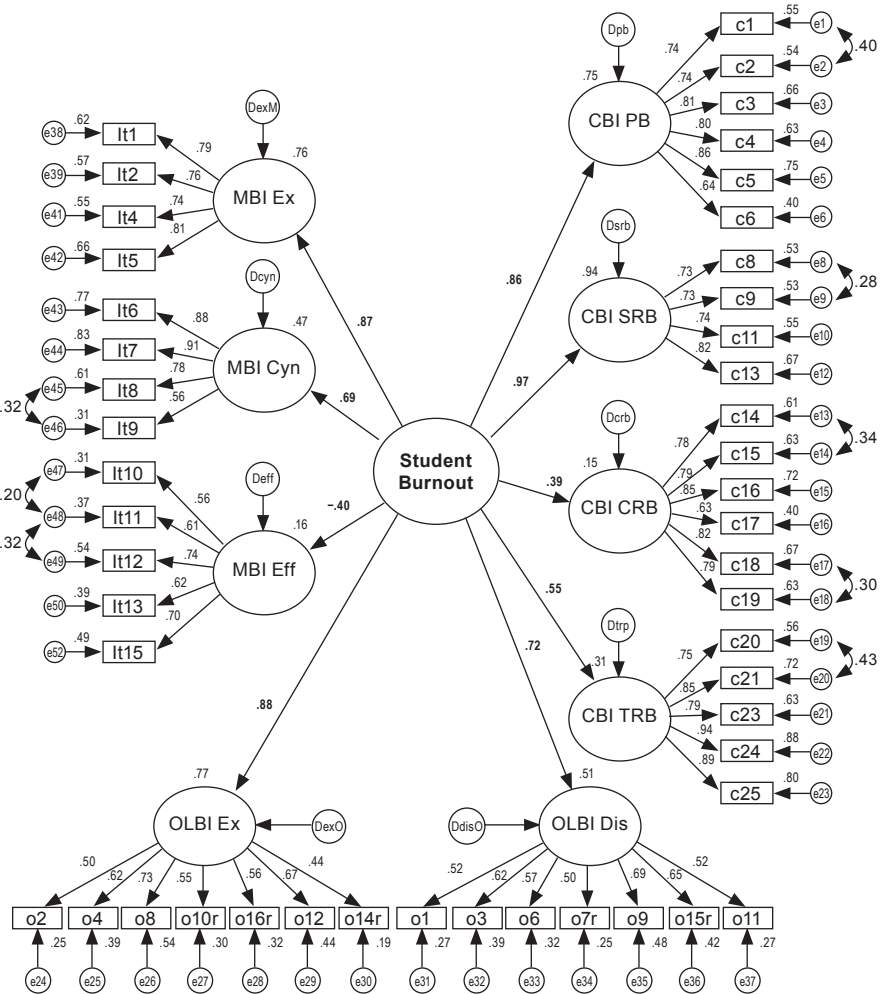 .55
c1
e1
Dpb
.74
.40
.54
c2
e2
.75
.74
.66
c3
e3
.81
CBI PB
.80
.63
c4
e4
.86
.75
c5
e5
.64
.40
c6
e6
DexM
e38
.62
It1
.79
.76
e39
.57
It2
.76
MBI Ex
e41
.55
It4
.74
e42
.66
It5
.81
Dsrb
.53
c8
e8
.94
.73
.28
.53
c9
e9
.73
CBI SRB
.74
.55
c11
e10
.82
.67
c13
e12
.86
.87
.97
Dcyn
e43
.77
It6
.88
.47
e44
.83
It7
.91
MBI Cyn
e45
.61
It8
.78
.32
e46
.31
It9
.56
.69
Student
Burnout
Dcrb
.61
c14
e13
.78
.34
.15
.63
c15
e14
.79
.39
.72
c16
e15
.85
CBI CRB
.63
.40
c17
e16
.82
.67
c18
e17
.79
.30
.63
c19
e18
e47
.31
It10
Deff
.20
.56
e48
.37
It11
.61
.16
–.40
.32
e49
.54
It12
.74
MBI Eff
e50
.39
It13
.62
e52
.49
It15
.70
.55
.72
.88
Dtrp
.56
c20
e19
.75
.43
.31
.72
c21
e20
.85
.63
c23
e21
.79
CBI TRB
.94
.88
c24
e22
.89
.80
c25
e23
.77
.51
OLBI Ex
DexO
DdisO
OLBI Dis
.50 .62 .73 .55 .56 .67 .44
.52 .62 .57 .50 .69 .65 .52
o2 o4 o8 o10r o16r o12 o14r o1 o3 o6 o7r o9 o15r o11
.25 .39 .54 .30 .32 .44 .19 .27 .39 .32 .25 .48 .42 .27
e24 e25 e26 e27 e28 e29 e30 e31 e32 e33 e34 e35 e36 e37